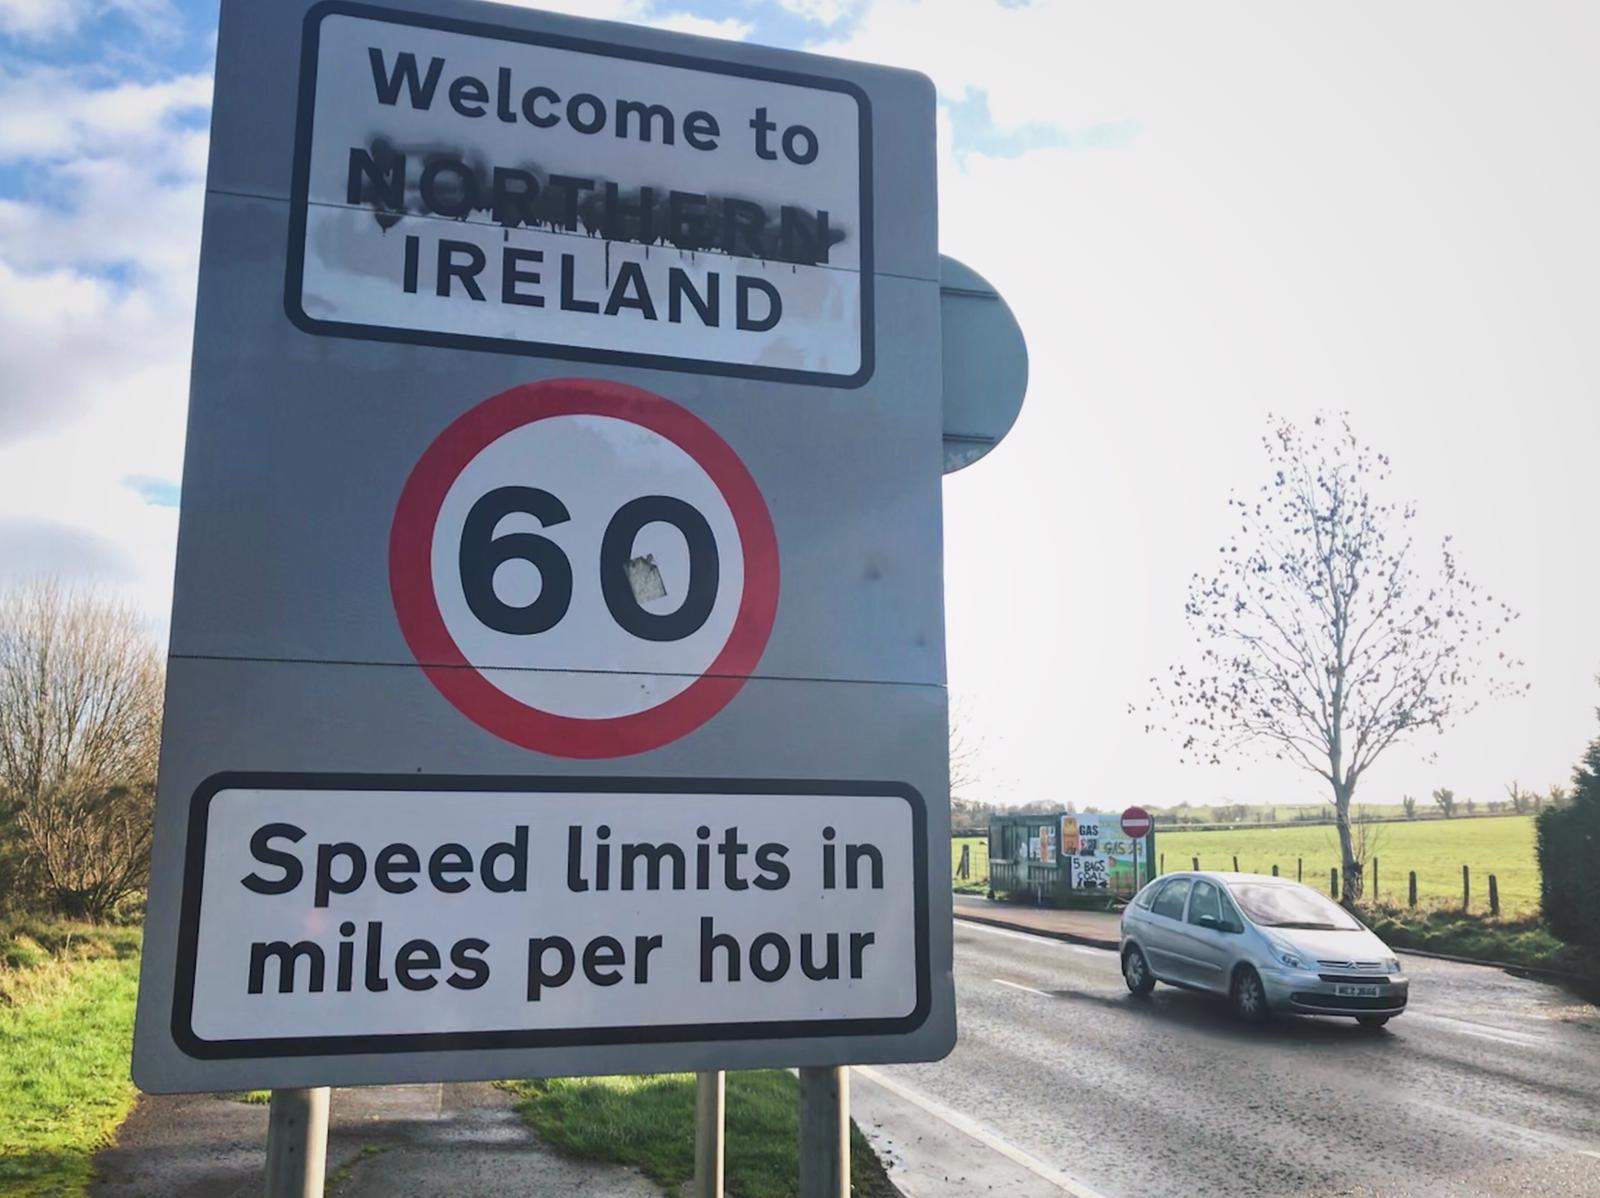 Welcome to
NORTHERN
IRELAND
60
Speed limits in
miles per hour
GAS
5 BAGS
COAL